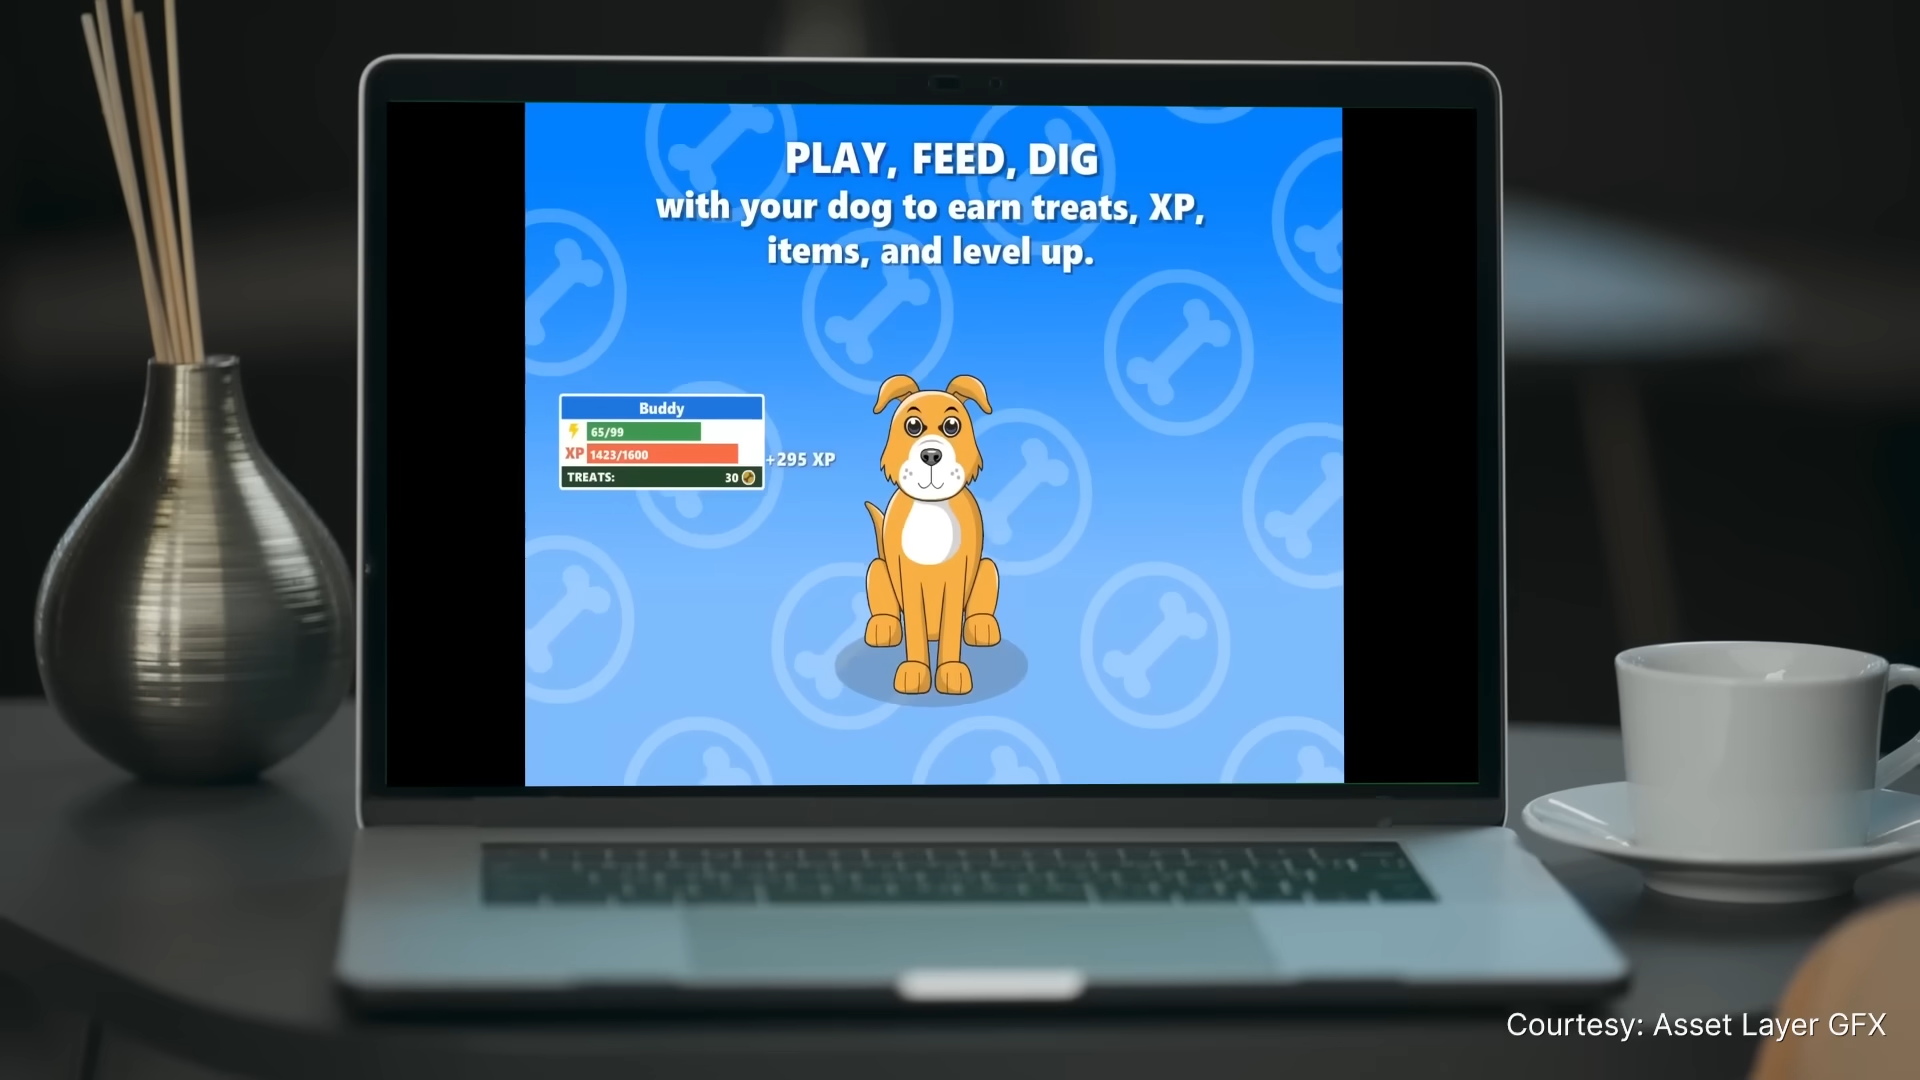 PLAY, FEED, DIG
with your dog to earn treats, XP,
items, and level up.
Buddy
65/99
XP 1423/1600
+295 XP
TREATS: 30
Courtesy: Asset Layer GFX